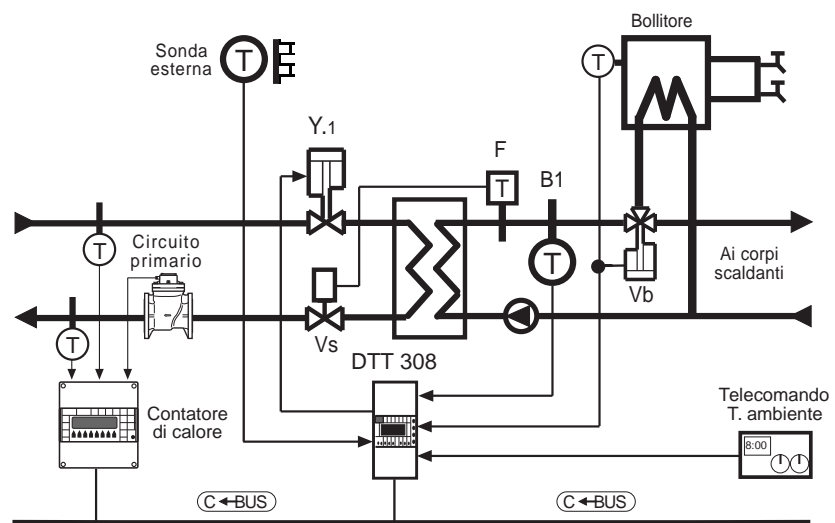 Bollitore
Sonda
esterna
T
T
Y.1
F
T
B1
T
T
Circuito
primario
Ai corpi
scaldanti
Vb
Vs
T
DTT 308
Contatore
di calore
Telecomando
T. ambiente
8:00
C BUS
C BUS